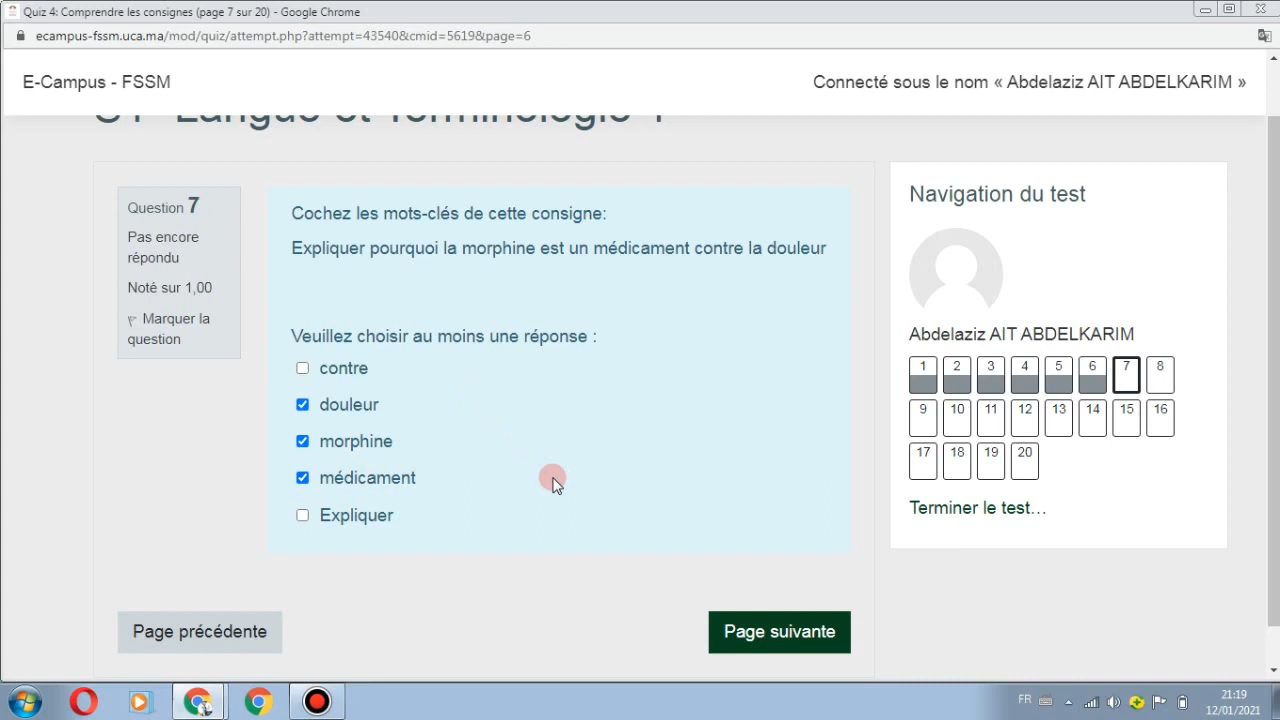 Quiz 4: Comprendre les consignes (page 7 sur 20) - Google Chrome
ecampus-fssm.uca.ma/mod/quiz/attempt.php?attempt=43540&cmid=5619&page=6
E-Campus - FSSM
Connecté sous le nom « Abdelaziz AIT ABDELKARIM »
Langue et Terminologie 1
Question 7
Pas encore
répondu
Noté sur 1,00
Marquer la
question
Cochez les mots-clés de cette consigne:
Expliquer pourquoi la morphine est un médicament contre la douleur
Veuillez choisir au moins une réponse :
contre
douleur
morphine
médicament
Expliquer
Page précédente
Page suivante
Navigation du test
Abdelaziz AIT ABDELKARIM
1 2 3 4 5 6 7 8
9 10 11 12 13 14 15 16
17 18 19 20
Terminer le test…
FR
21:19
12/01/2021